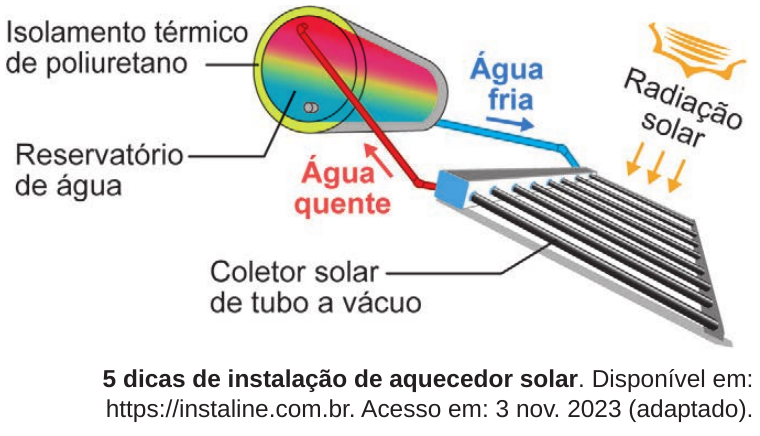 Isolamento térmico
de poliuretano
Água
fria
Radiação
solar
Reservatório
de água
Água
quente
Coletor solar
de tubo a vácuo
5 dicas de instalação de aquecedor solar. Disponível em:
https://instaline.com.br. Acesso em: 3 nov. 2023 (adaptado).